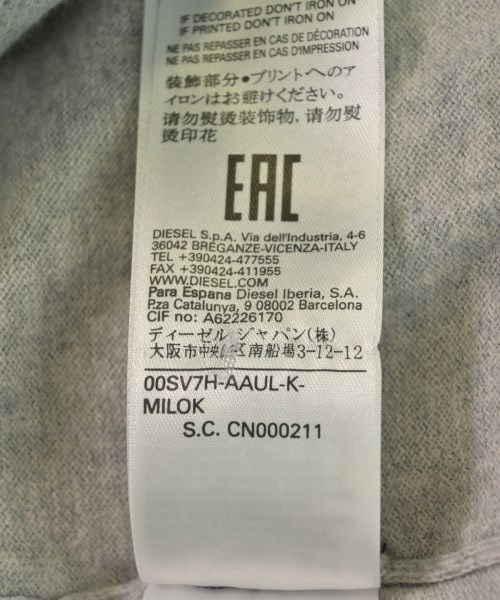 IF DECORATED DON'T IRON ON
IF PRINTED DON'T IRON ON
NE PAS REPASSER EN CAS DE DÉCORATION
NE PAS REPASSER EN CAS D'IMPRESSION
装飾部分●プリントへのア
イロンはお避けください。
请勿熨烫装饰物,请勿熨
烫印花
EAC
DIESEL S.p.A. Via dell'Industria, 4-6
36042 BREGANZE-VICENZA-ITALY
TEL +390424-477555
FAX +390424-411955
WWW.DIESEL.COM
Para Espana Diesel Iberia, S.A.
P.za Catalunya, 9 08002 Barcelona
CIF no: A62226170
ディーゼル ジャパン(株)
大阪市中央区南船場3-12-12
00SV7H-AAUL-K-
MILOK
S.C. CN000211